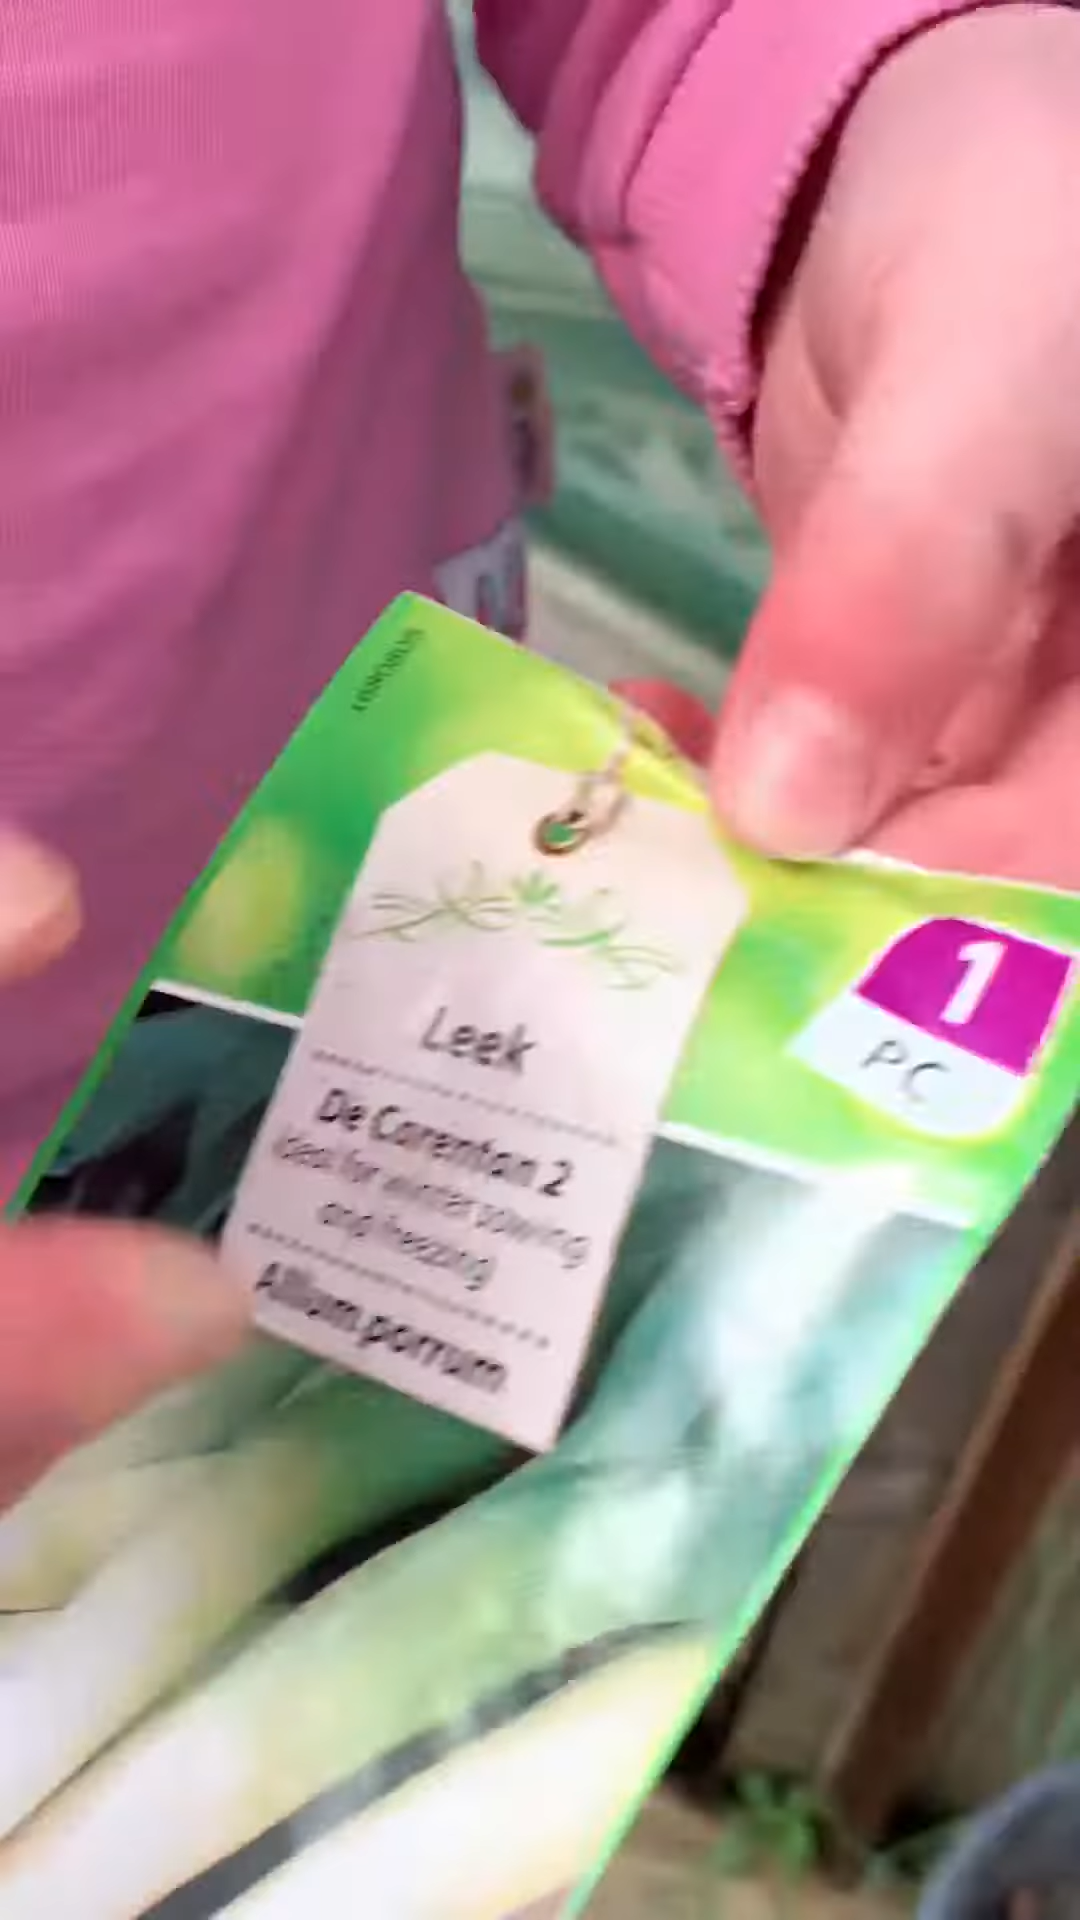 1
PC
Leek
De Carentan 2
ideal for winter sowing
and freezing
Allium porrum